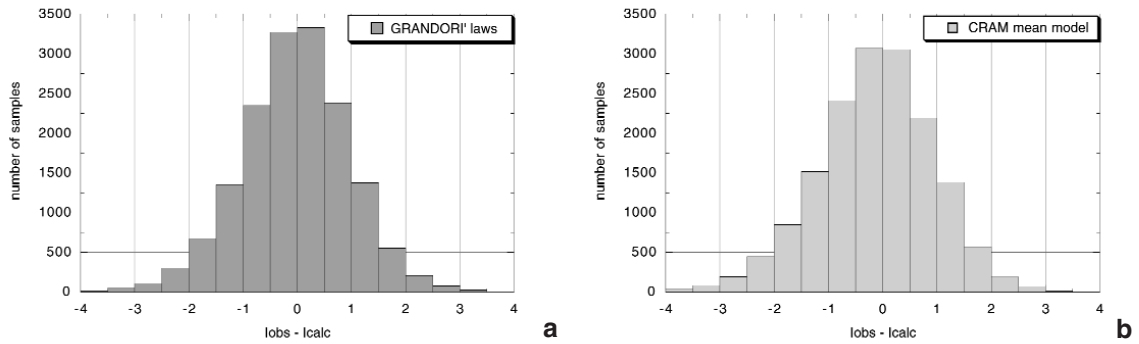 3500
3000
2500
2000
1500
1000
500
0
number of samples
GRANDORI' laws
-4 -3 -2 -1 0 1 2 3 4
Iobs - Icalc
a
3500
3000
2500
2000
1500
1000
500
0
number of samples
CRAM mean model
-4 -3 -2 -1 0 1 2 3 4
Iobs - Icalc
b